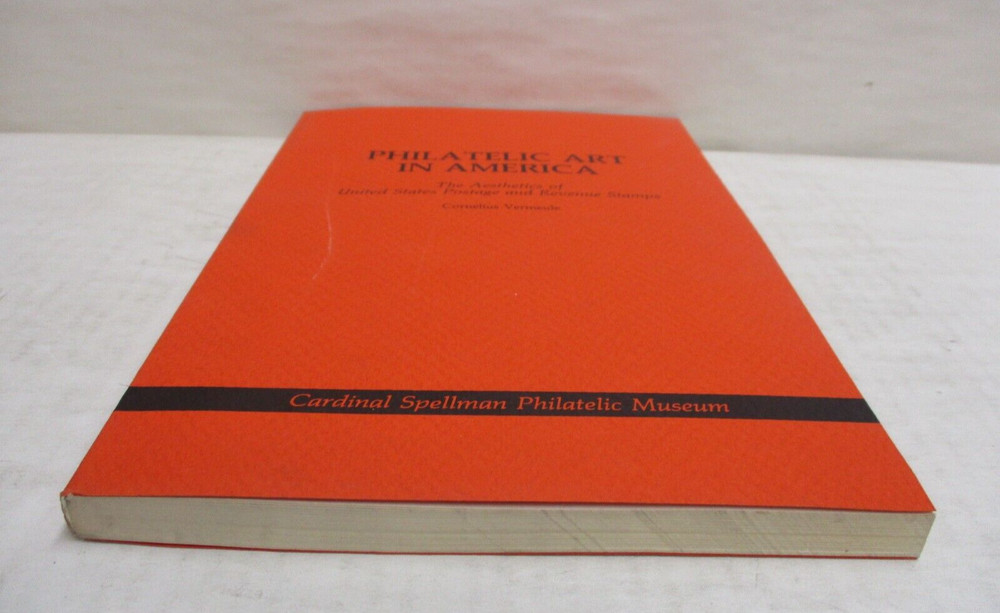 PHILATELIC ART
IN AMERICA
The Aesthetics of
United States Postage and Revenue Stamps
Cornelius Vermeule
Cardinal Spellman Philatelic Museum